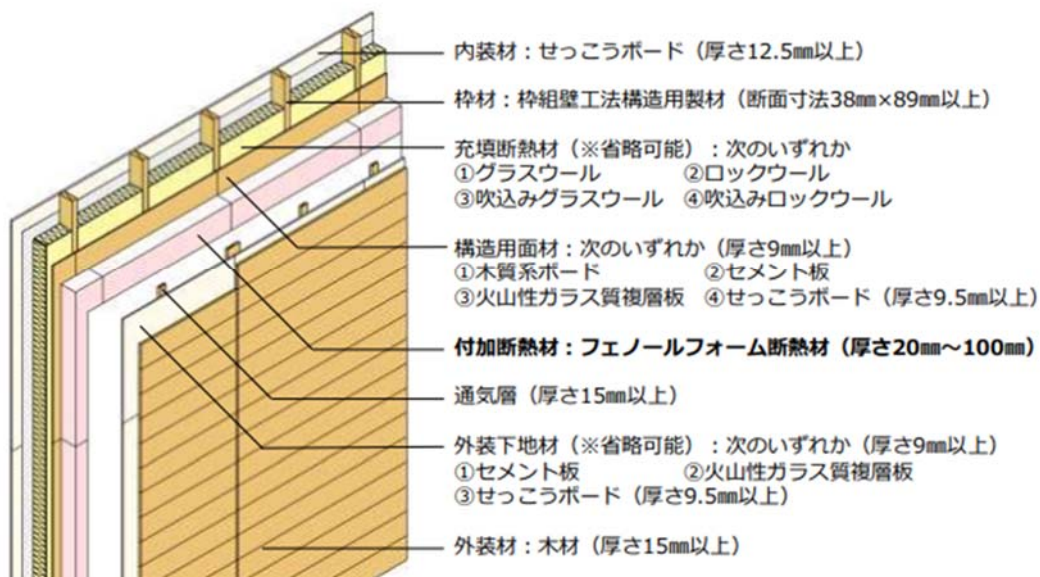 内装材：せっこうボード（厚さ12.5㎜以上）
枠材：枠組壁工法構造用製材（断面寸法38㎜×89㎜以上）
充填断熱材（※省略可能）：次のいずれか
①グラスウール　②ロックウール
③吹込みグラスウール　④吹込みロックウール
構造用面材：次のいずれか（厚さ9㎜以上）
①木質系ボード　②セメント板
③火山性ガラス質複層板　④せっこうボード（厚さ9.5㎜以上）
付加断熱材：フェノールフォーム断熱材（厚さ20㎜～100㎜）
通気層（厚さ15㎜以上）
外装下地材（※省略可能）：次のいずれか（厚さ9㎜以上）
①セメント板　②火山性ガラス質複層板
③せっこうボード（厚さ9.5㎜以上）
外装材：木材（厚さ15㎜以上）